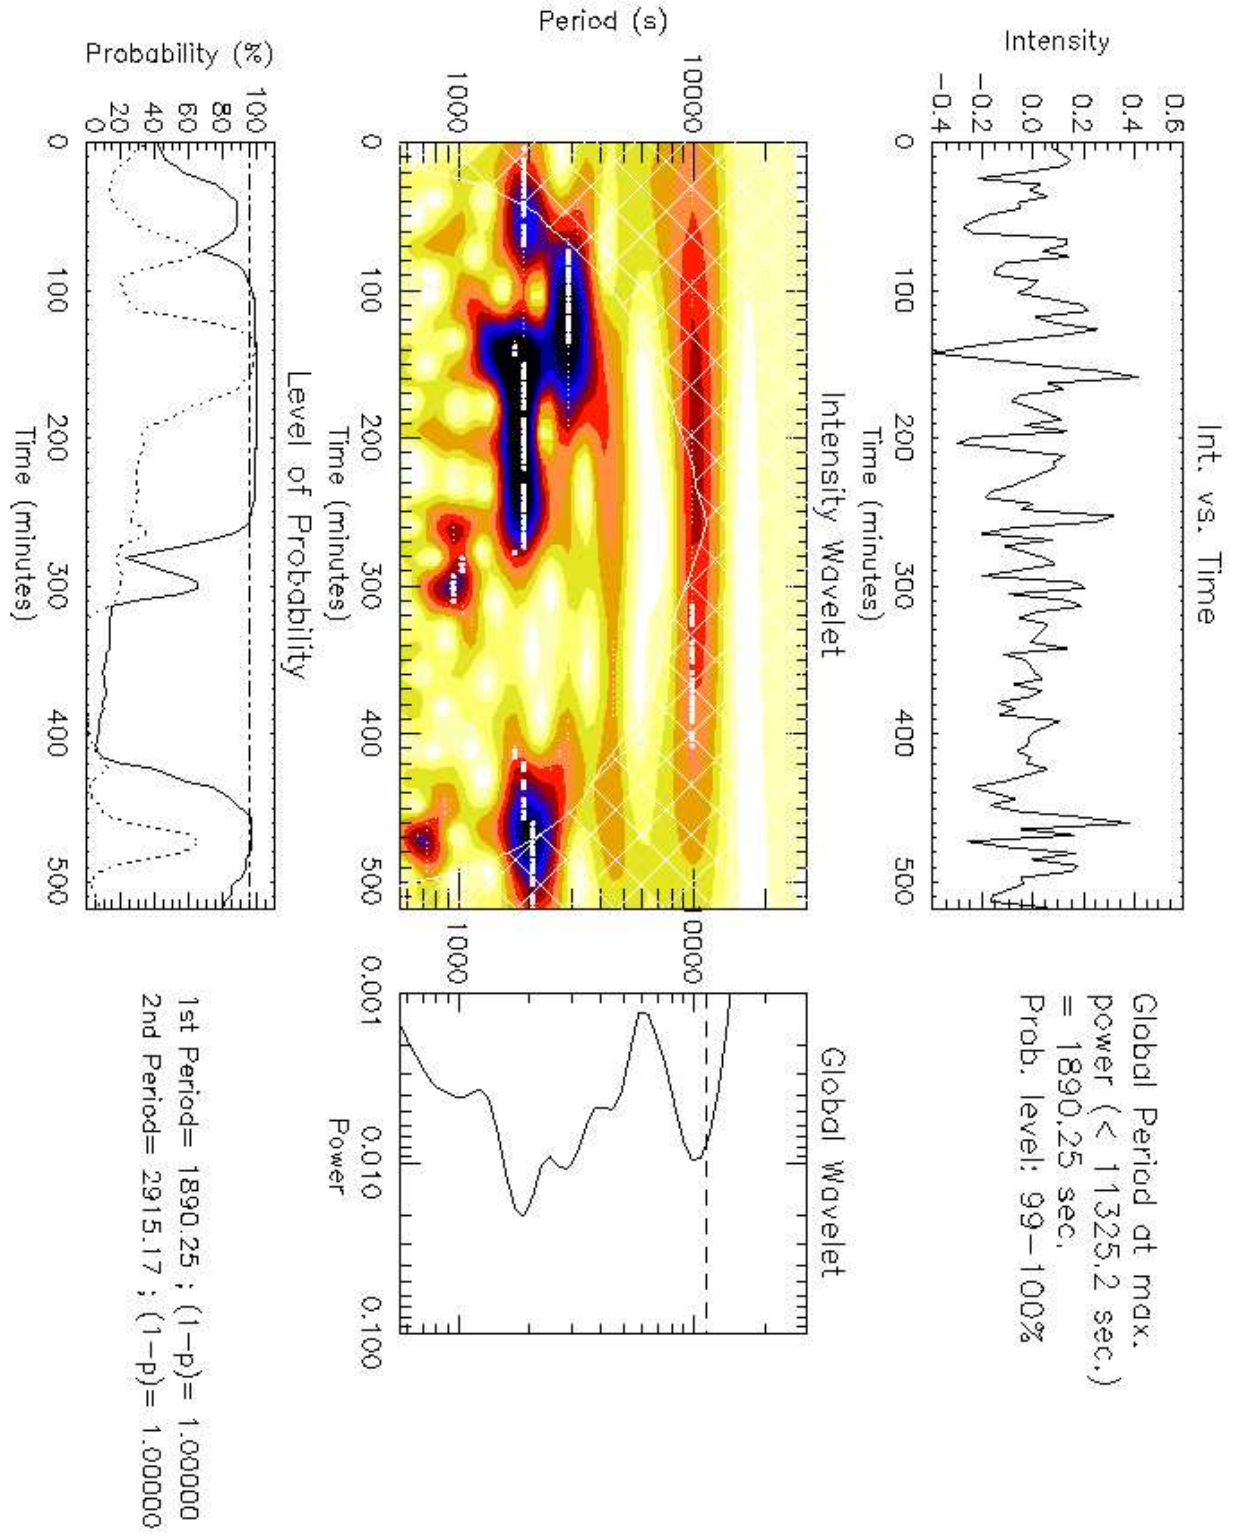 Int. vs. Time
Intensity
0.6
0.4
0.2
0.0
-0.2
-0.4
0 100 200 300 400 500
Time (minutes)
Global Period at max.
power (< 11325.2 sec.)
= 1890.25 sec.
Prob. level: 99-100%
Intensity Wavelet
Period (s)
10000
1000
0 100 200 300 400 500
Time (minutes)
Global Wavelet
10000
1000
0.001 0.010 0.100
Power
Level of Probability
Probability (%)
100
80
60
40
20
0
0 100 200 300 400 500
Time (minutes)
1st Period= 1890.25 ; (1-p)= 1.00000
2nd Period= 2915.17 ; (1-p)= 1.00000